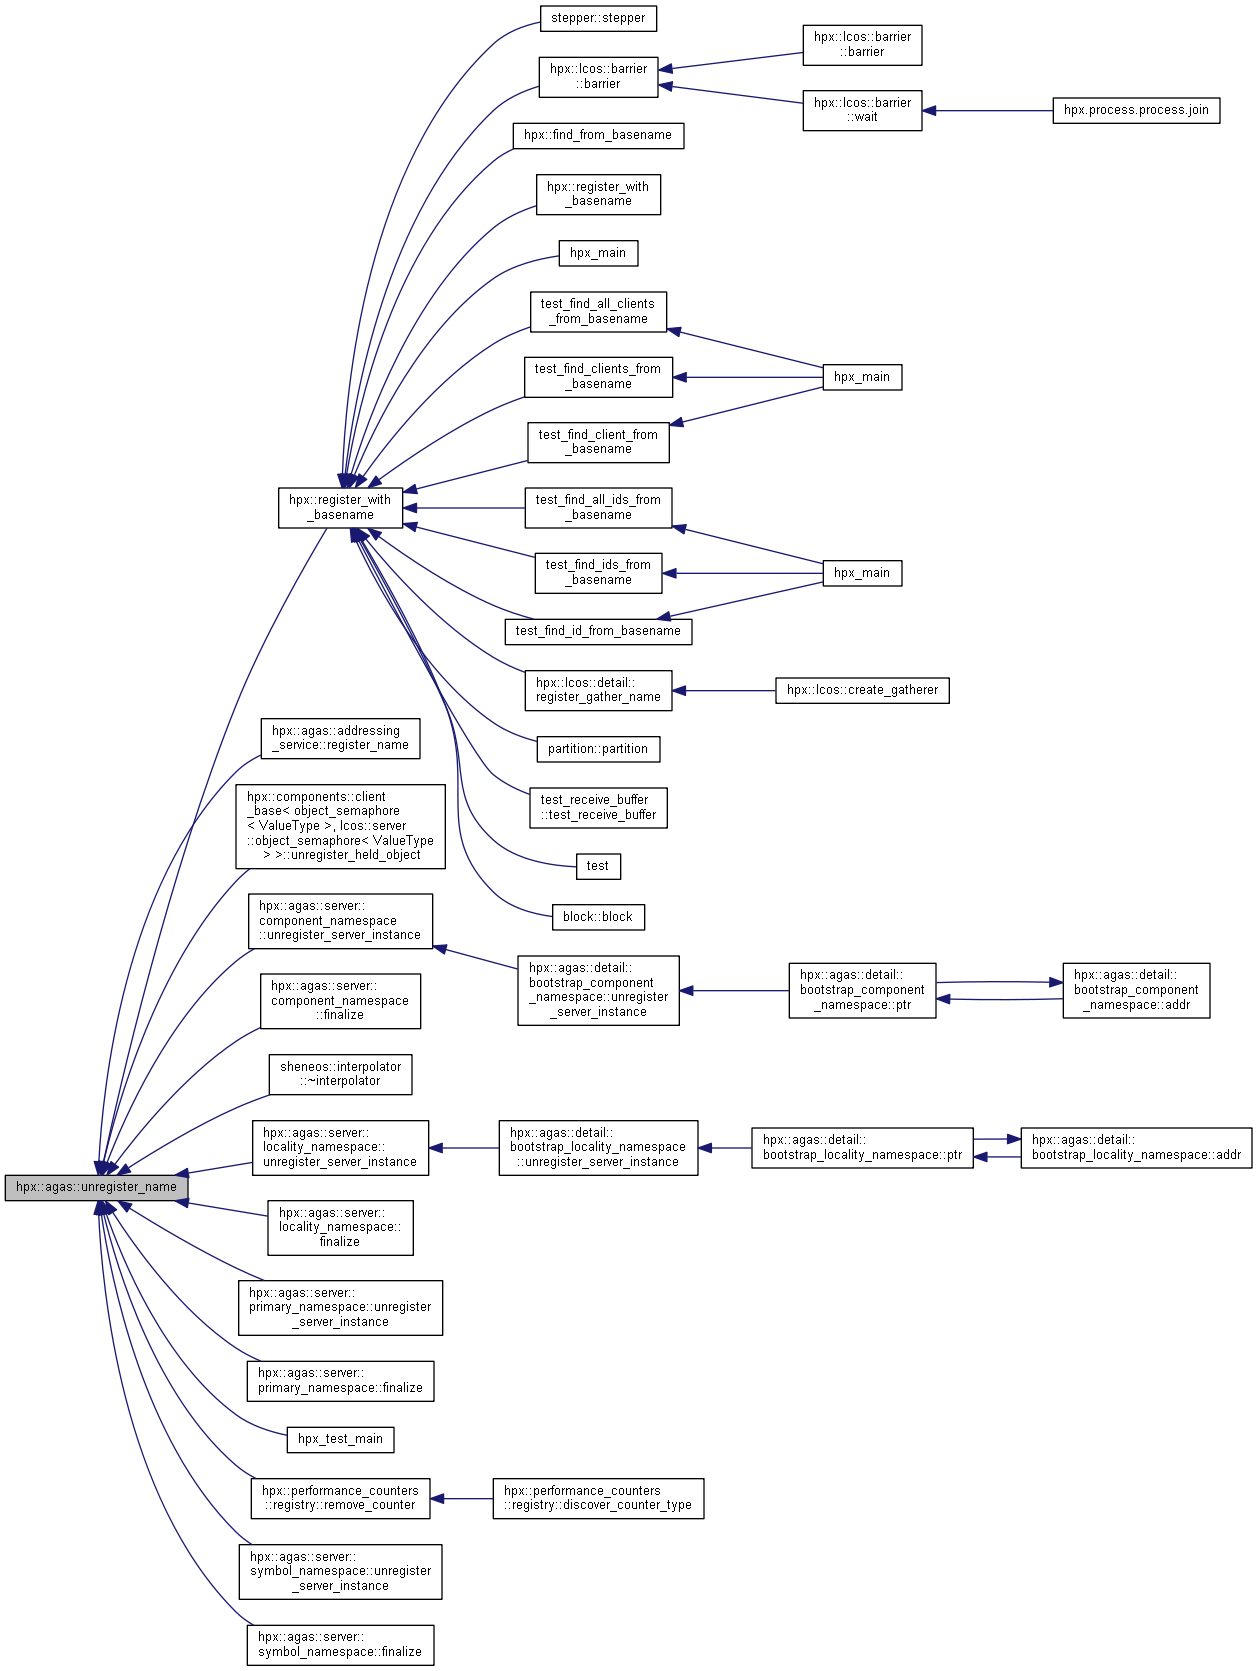 stepper::stepper
hpx::lcos::barrier
::barrier
hpx::lcos::barrier
::barrier
hpx::lcos::barrier
::wait
hpx.process.process.join
hpx::find_from_basename
hpx::register_with
_basename
hpx_main
test_find_all_clients
_from_basename
test_find_clients_from
_basename
hpx_main
test_find_client_from
_basename
hpx::register_with
_basename
test_find_all_ids_from
_basename
test_find_ids_from
_basename
hpx_main
test_find_id_from_basename
hpx::lcos::detail::
register_gather_name
hpx::lcos::create_gatherer
partition::partition
test_receive_buffer
::test_receive_buffer
test
block::block
hpx::agas::addressing
_service::register_name
hpx::components::client
_base< object_semaphore
< ValueType >, lcos::server
::object_semaphore< ValueType
> >::unregister_held_object
hpx::agas::server::
component_namespace
::unregister_server_instance
hpx::agas::detail::
bootstrap_component
_namespace::unregister
_server_instance
hpx::agas::detail::
bootstrap_component
_namespace::ptr
hpx::agas::detail::
bootstrap_component
_namespace::addr
hpx::agas::server::
component_namespace
::finalize
sheneos::interpolator
::~interpolator
hpx::agas::server::
locality_namespace::
unregister_server_instance
hpx::agas::detail::
bootstrap_locality_namespace
::unregister_server_instance
hpx::agas::detail::
bootstrap_locality_namespace::ptr
hpx::agas::detail::
bootstrap_locality_namespace::addr
hpx::agas::unregister_name
hpx::agas::server::
locality_namespace::
finalize
hpx::agas::server::
primary_namespace::unregister
_server_instance
hpx::agas::server::
primary_namespace::finalize
hpx_test_main
hpx::performance_counters
::registry::remove_counter
hpx::performance_counters
::registry::discover_counter_type
hpx::agas::server::
symbol_namespace::unregister
_server_instance
hpx::agas::server::
symbol_namespace::finalize